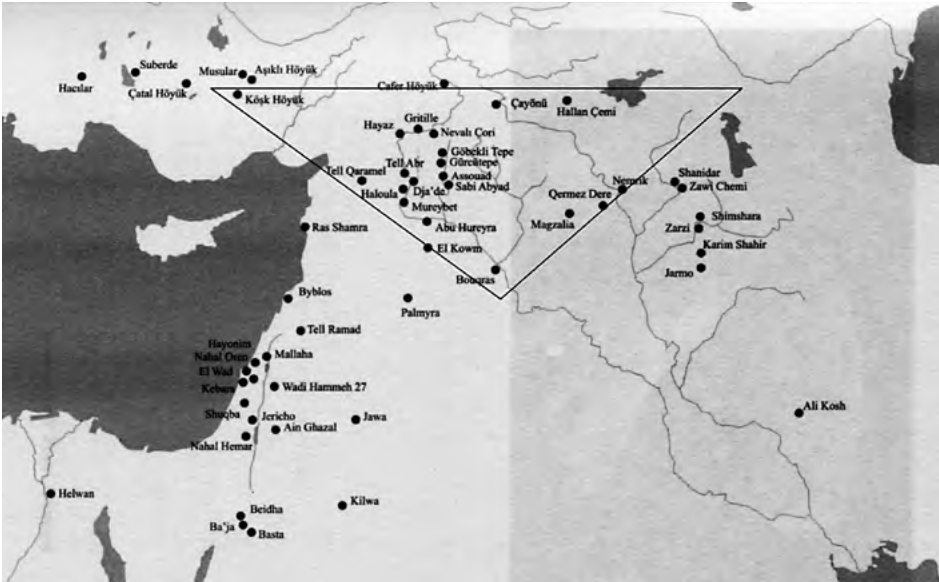 Suberde
Musular
Aşıklı Höyük
Hacılar
Çatal Höyük
Köşk Höyük
Cafer Höyük
Çayönü
Hallan Çemi
Gritille
Hayaz
Nevalı Çori
Göbekli Tepe
Gürcütepe
Tell Abr
Tell Qaramel
Assouad
Sabi Abyad
Haloula
Dja'de
Mureybet
Nemrik
Shanidar
Zawi Chemi
Qermez Dere
Magzalia
Shimshara
Zarzi
Abu Hureyra
Ras Shamra
El Kowm
Karim Shahir
Jarmo
Bouqras
Byblos
Palmyra
Tell Ramad
Hayonim
Nahal Oren
Mallaha
El Wad
Kebara
Wadi Hammeh 27
Shuqba
Jericho
Jawa
Ain Ghazal
Nahal Hemar
Ali Kosh
Helwan
Kilwa
Beidha
Ba'ja
Basta